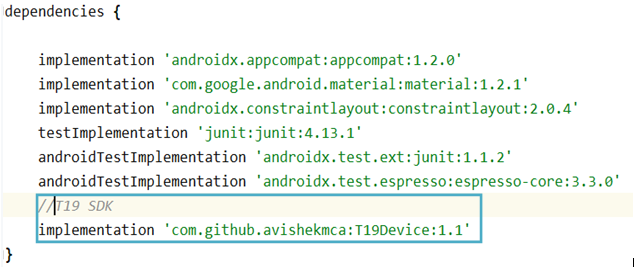 dependencies {
implementation 'androidx.appcompat:appcompat:1.2.0'
implementation 'com.google.android.material:material:1.2.1'
implementation 'androidx.constraintlayout:constraintlayout:2.0.4'
testImplementation 'junit:junit:4.13.1'
androidTestImplementation 'androidx.test.ext:junit:1.1.2'
androidTestImplementation 'androidx.test.espresso:espresso-core:3.3.0'
//T19 SDK
implementation 'com.github.avishekmca:T19Device:1.1'
}